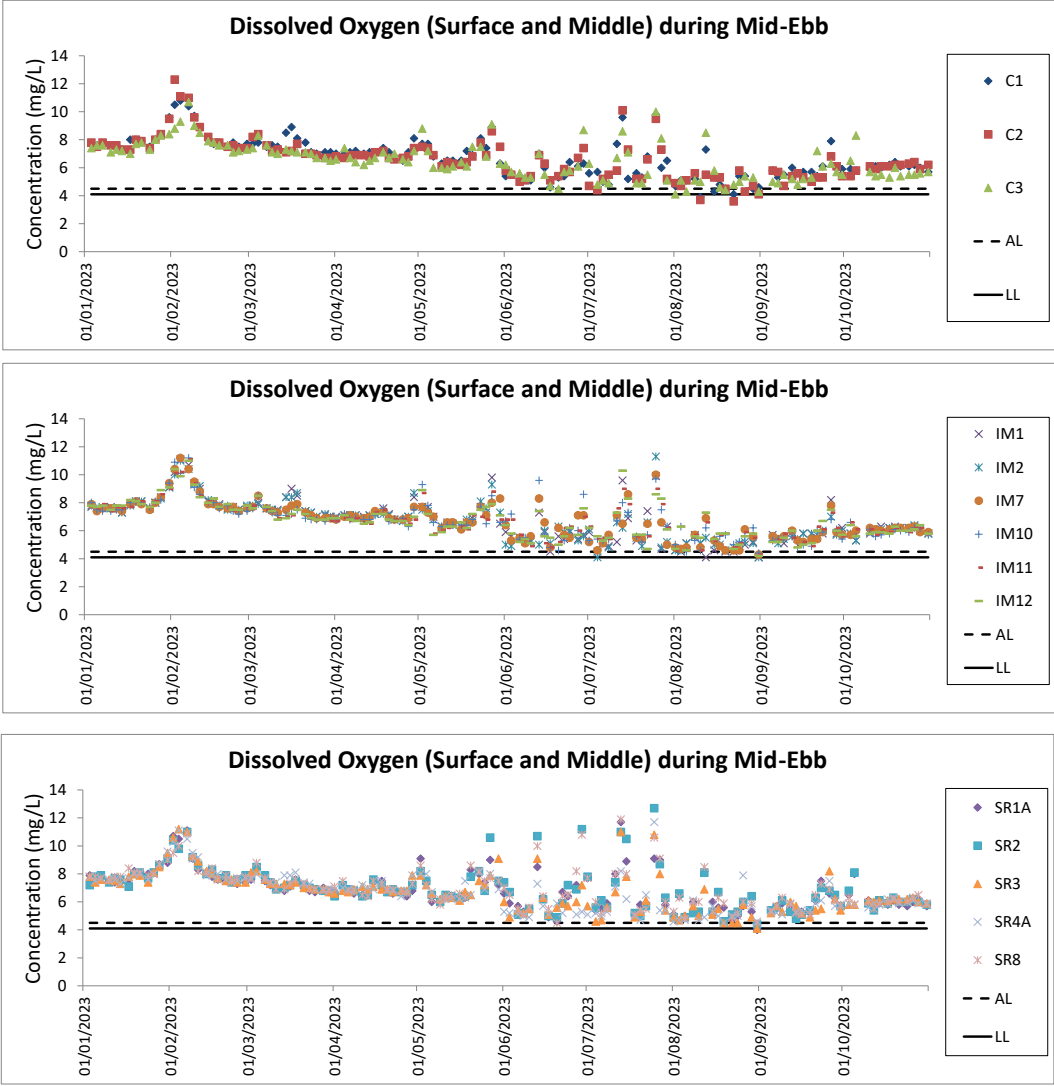 Dissolved Oxygen (Surface and Middle) during Mid-Ebb
Concentration (mg/L)
14
12
10
8
6
4
2
0
01/01/2023
01/02/2023
01/03/2023
01/04/2023
01/05/2023
01/06/2023
01/07/2023
01/08/2023
01/09/2023
01/10/2023
C1
C2
C3
AL
LL
Dissolved Oxygen (Surface and Middle) during Mid-Ebb
Concentration (mg/L)
14
12
10
8
6
4
2
0
01/01/2023
01/02/2023
01/03/2023
01/04/2023
01/05/2023
01/06/2023
01/07/2023
01/08/2023
01/09/2023
01/10/2023
IM1
IM2
IM7
IM10
IM11
IM12
AL
LL
Dissolved Oxygen (Surface and Middle) during Mid-Ebb
Concentration (mg/L)
14
12
10
8
6
4
2
0
01/01/2023
01/02/2023
01/03/2023
01/04/2023
01/05/2023
01/06/2023
01/07/2023
01/08/2023
01/09/2023
01/10/2023
SR1A
SR2
SR3
SR4A
SR8
AL
LL